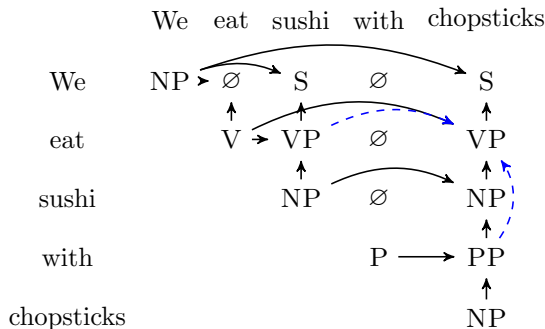 We eat sushi with chopsticks
We NP ∅ S ∅ S
eat V VP ∅ VP
sushi NP ∅ NP
with P PP
chopsticks NP